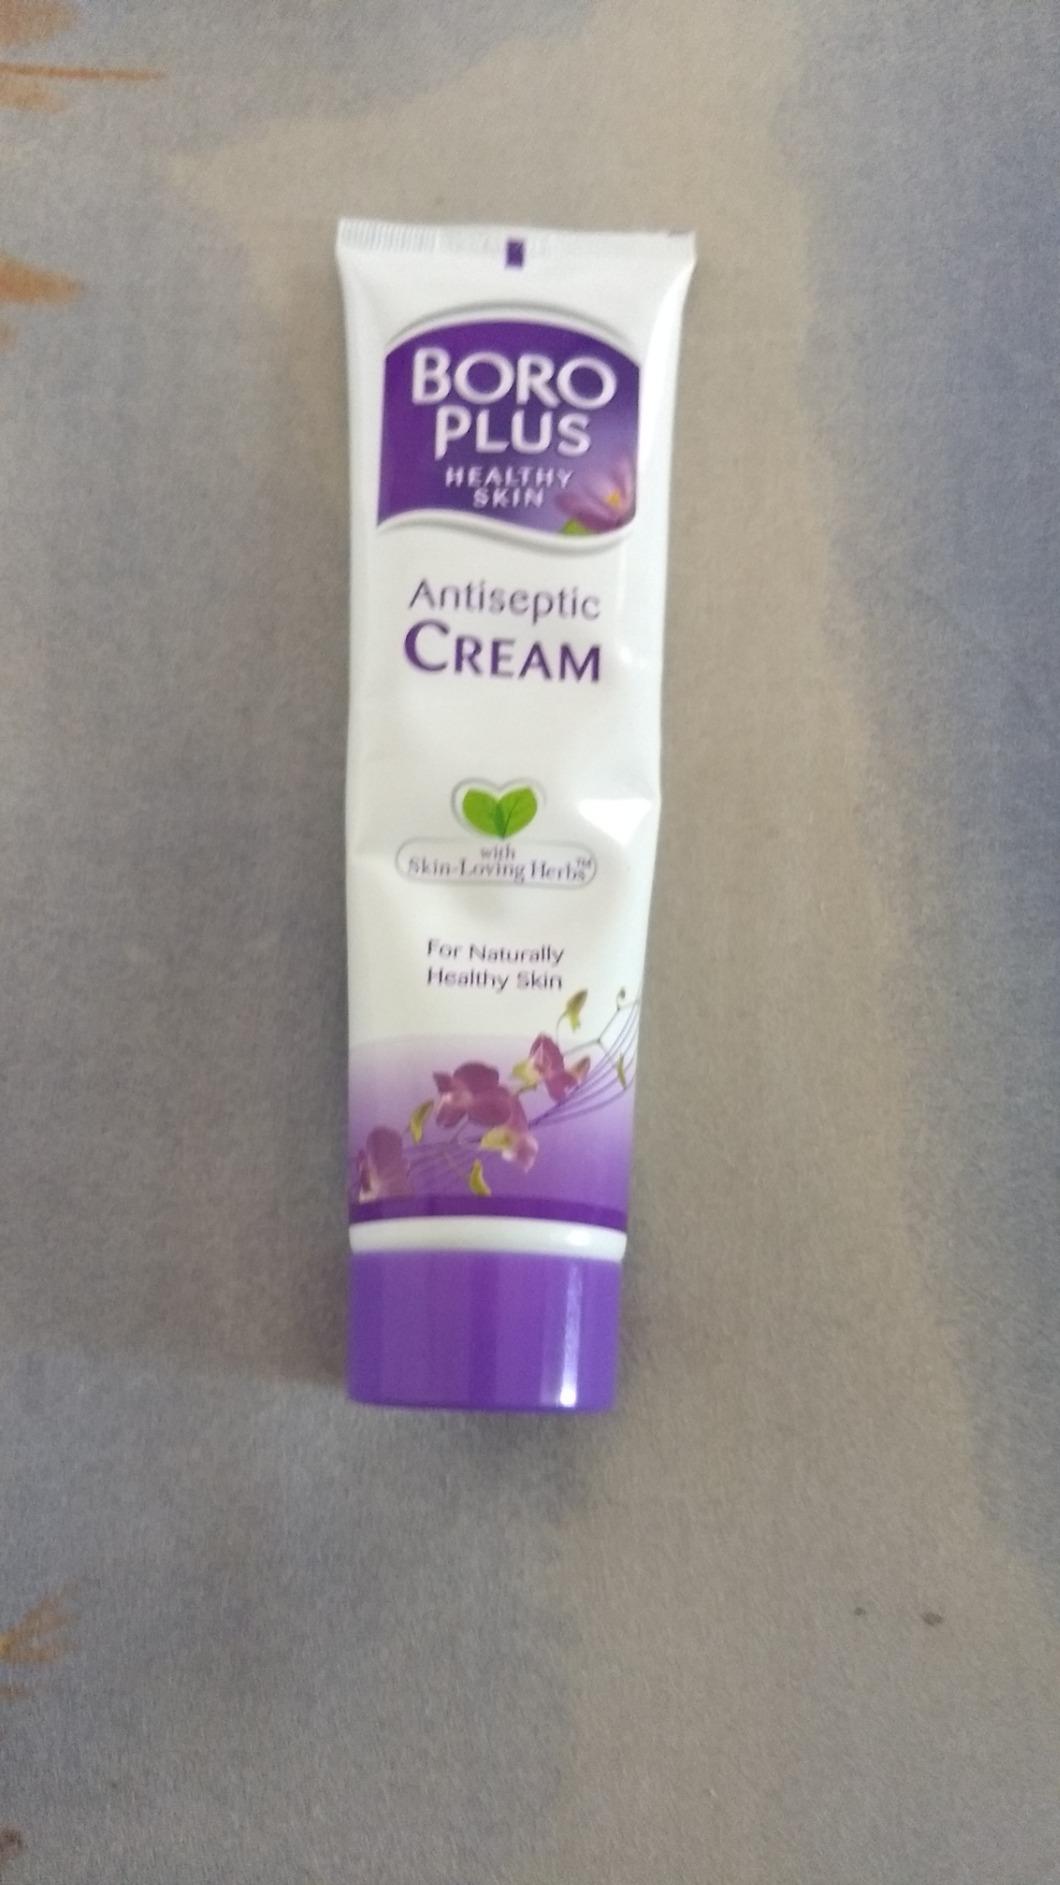 BORO
PLUS
HEALTHY
SKIN
Antiseptic
CREAM
with
Skin-Loving Herbs™
For Naturally
Healthy Skin